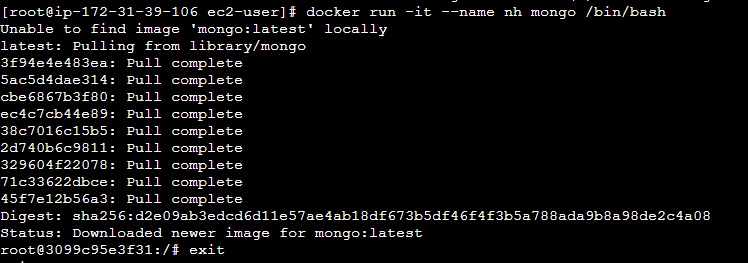 [root@ip-172-31-39-106 ec2-user]# docker run -it --name nh mongo /bin/bash
Unable to find image 'mongo:latest' locally
latest: Pulling from library/mongo
3f94e4e483ea: Pull complete
5ac5d4dae314: Pull complete
cbe6867b3f80: Pull complete
ec4c7cb44e89: Pull complete
38c7016c15b5: Pull complete
2d740b6c9811: Pull complete
329604f22078: Pull complete
71c33622dbce: Pull complete
45f7e12b56a3: Pull complete
Digest: sha256:d2e09ab3edcd6d11e57ae4ab18df673b5df46f4f3b5a788ada9b8a98de2c4a08
Status: Downloaded newer image for mongo:latest
root@3099c95e3f31:/# exit